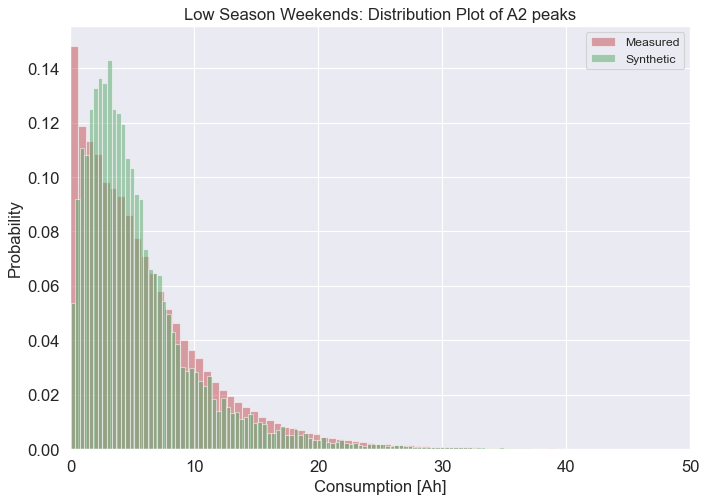 Low Season Weekends: Distribution Plot of A2 peaks
Measured
Synthetic
Probability
0.14
0.12
0.10
0.08
0.06
0.04
0.02
0.00
0 10 20 30 40 50
Consumption [Ah]